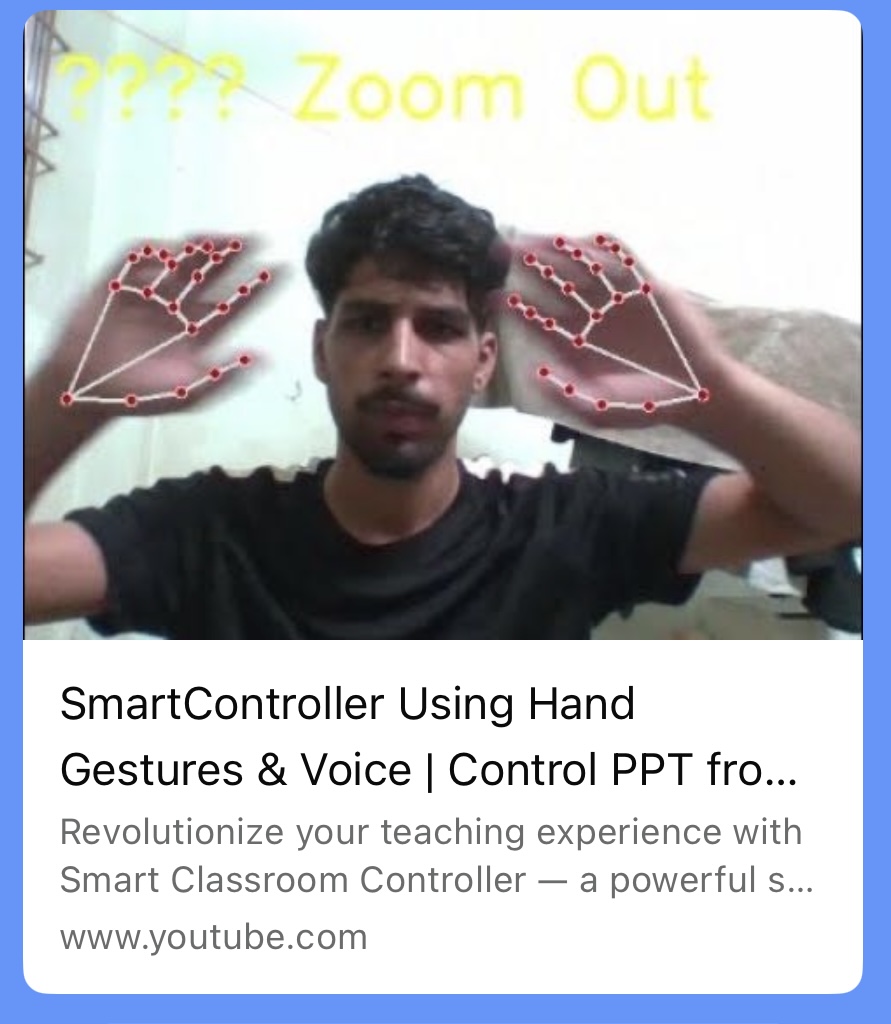 ???? Zoom Out
SmartController Using Hand
Gestures & Voice | Control PPT fro...
Revolutionize your teaching experience with
Smart Classroom Controller — a powerful s...
www.youtube.com